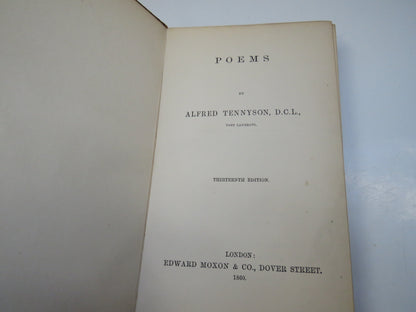 POEMS
BY
ALFRED TENNYSON, D.C.L.,
POET LAUREATE.
THIRTEENTH EDITION.
LONDON:
EDWARD MOXON & CO., DOVER STREET.
1860.